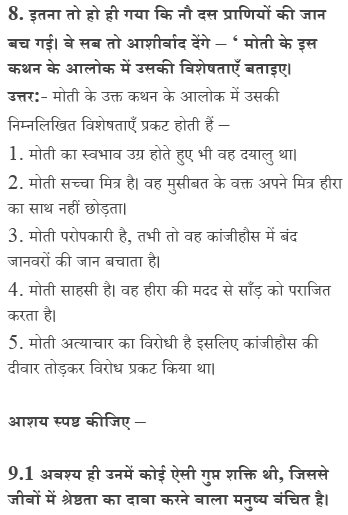 8. इतना तो हो ही गया कि नौ दस प्राणियों की जान
बच गई। वे सब तो आशीर्वाद देंगे – ‘ मोती के इस
कथन के आलोक में उसकी विशेषताएँ बताइए।
उत्तर:- मोती के उक्त कथन के आलोक में उसकी
निम्नलिखित विशेषताएँ प्रकट होती हैं –
1. मोती का स्वभाव उग्र होते हुए भी वह दयालु था।
2. मोती सच्चा मित्र है। वह मुसीबत के वक्त अपने मित्र हीरा
का साथ नहीं छोड़ता।
3. मोती परोपकारी है, तभी तो वह कांजीहौस में बंद
जानवरों की जान बचाता है।
4. मोती साहसी है। वह हीरा की मदद से साँड़ को पराजित
करता है।
5. मोती अत्याचार का विरोधी है इसलिए कांजीहौस की
दीवार तोड़कर विरोध प्रकट किया था।
आशय स्पष्ट कीजिए –
9.1 अवश्य ही उनमें कोई ऐसी गुप्त शक्ति थी, जिससे
जीवों में श्रेष्ठता का दावा करने वाला मनुष्य वंचित है।